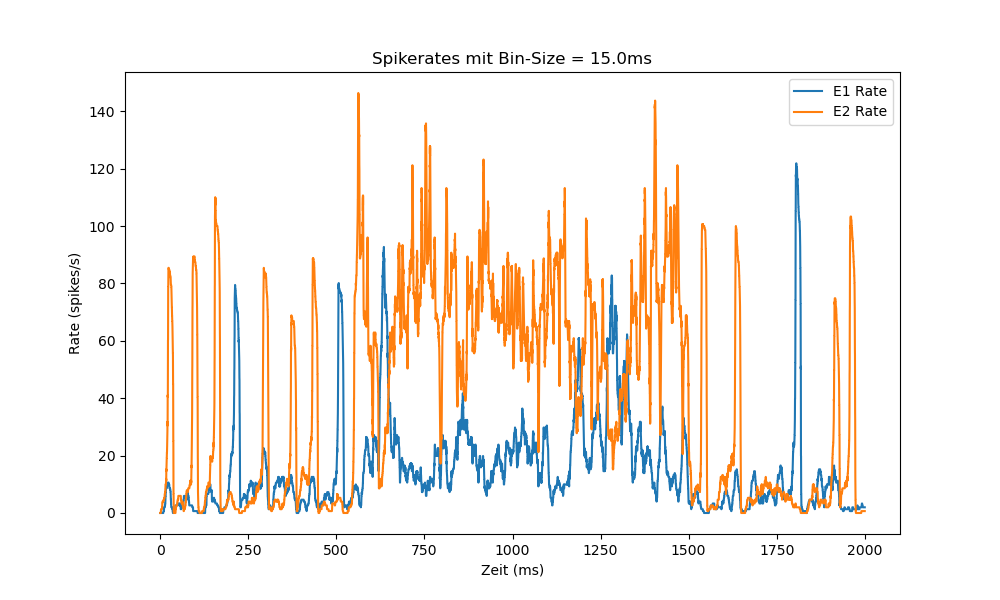 Spikerates mit Bin-Size = 15.0ms
E1 Rate
E2 Rate
Rate (spikes/s)
140
120
100
80
60
40
20
0
0 250 500 750 1000 1250 1500 1750 2000
Zeit (ms)